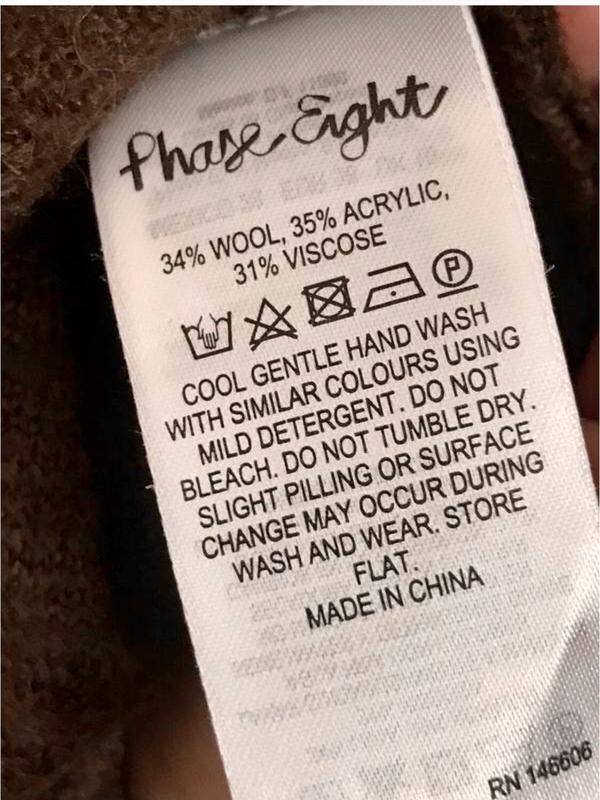 Phase Eight
34% WOOL, 35% ACRYLIC,
31% VISCOSE
P
COOL GENTLE HAND WASH
WITH SIMILAR COLOURS USING
MILD DETERGENT. DO NOT
BLEACH. DO NOT TUMBLE DRY.
SLIGHT PILLING OR SURFACE
CHANGE MAY OCCUR DURING
WASH AND WEAR. STORE
FLAT.
MADE IN CHINA
RN 146606